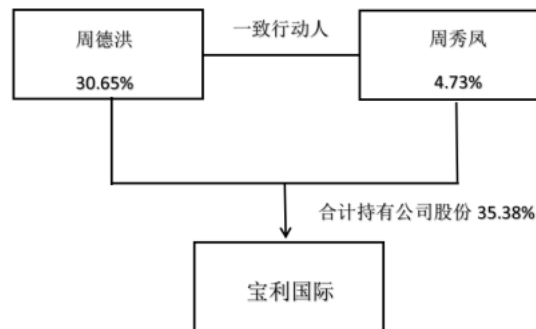 周德洪
30.65%
一致行动人
周秀凤
4.73%
合计持有公司股份 35.38%
宝利国际